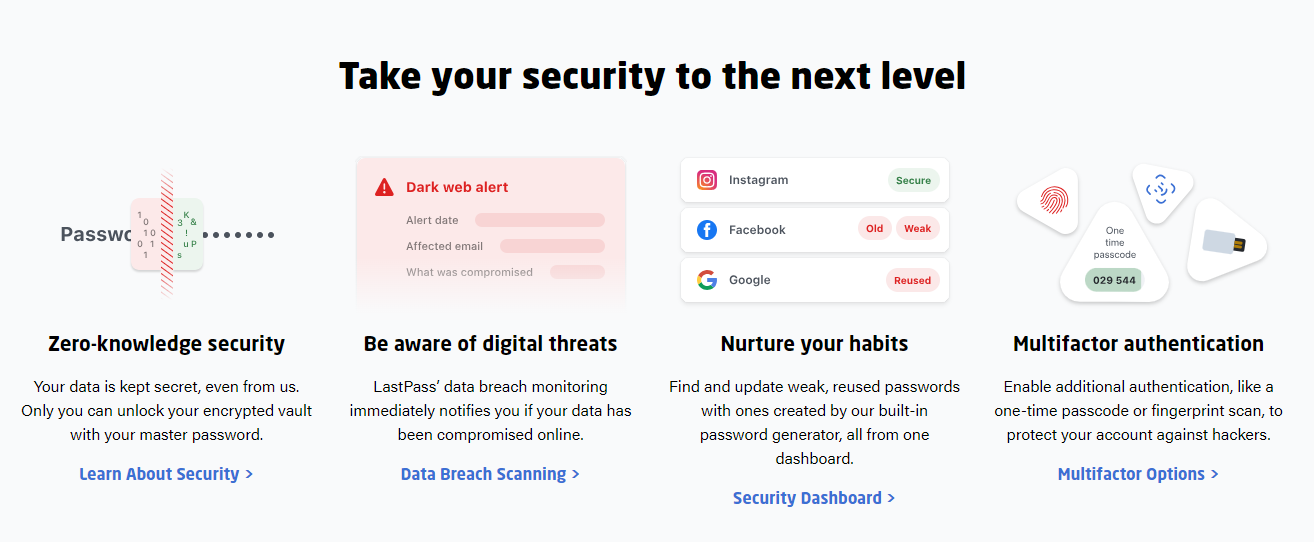 Take your security to the next level
Passwo
1
0
1 0
0 1
1
K
3 &
!
u P
s
Zero-knowledge security
Your data is kept secret, even from us.
Only you can unlock your encrypted vault
with your master password.
Learn About Security >
Dark web alert
Alert date
Affected email
What was compromised
Be aware of digital threats
LastPass’ data breach monitoring
immediately notifies you if your data has
been compromised online.
Data Breach Scanning >
Instagram Secure
Facebook Old Weak
Google Reused
Nurture your habits
Find and update weak, reused passwords
with ones created by our built-in
password generator, all from one
dashboard.
Security Dashboard >
One
time
passcode
029 544
Multifactor authentication
Enable additional authentication, like a
one-time passcode or fingerprint scan, to
protect your account against hackers.
Multifactor Options >